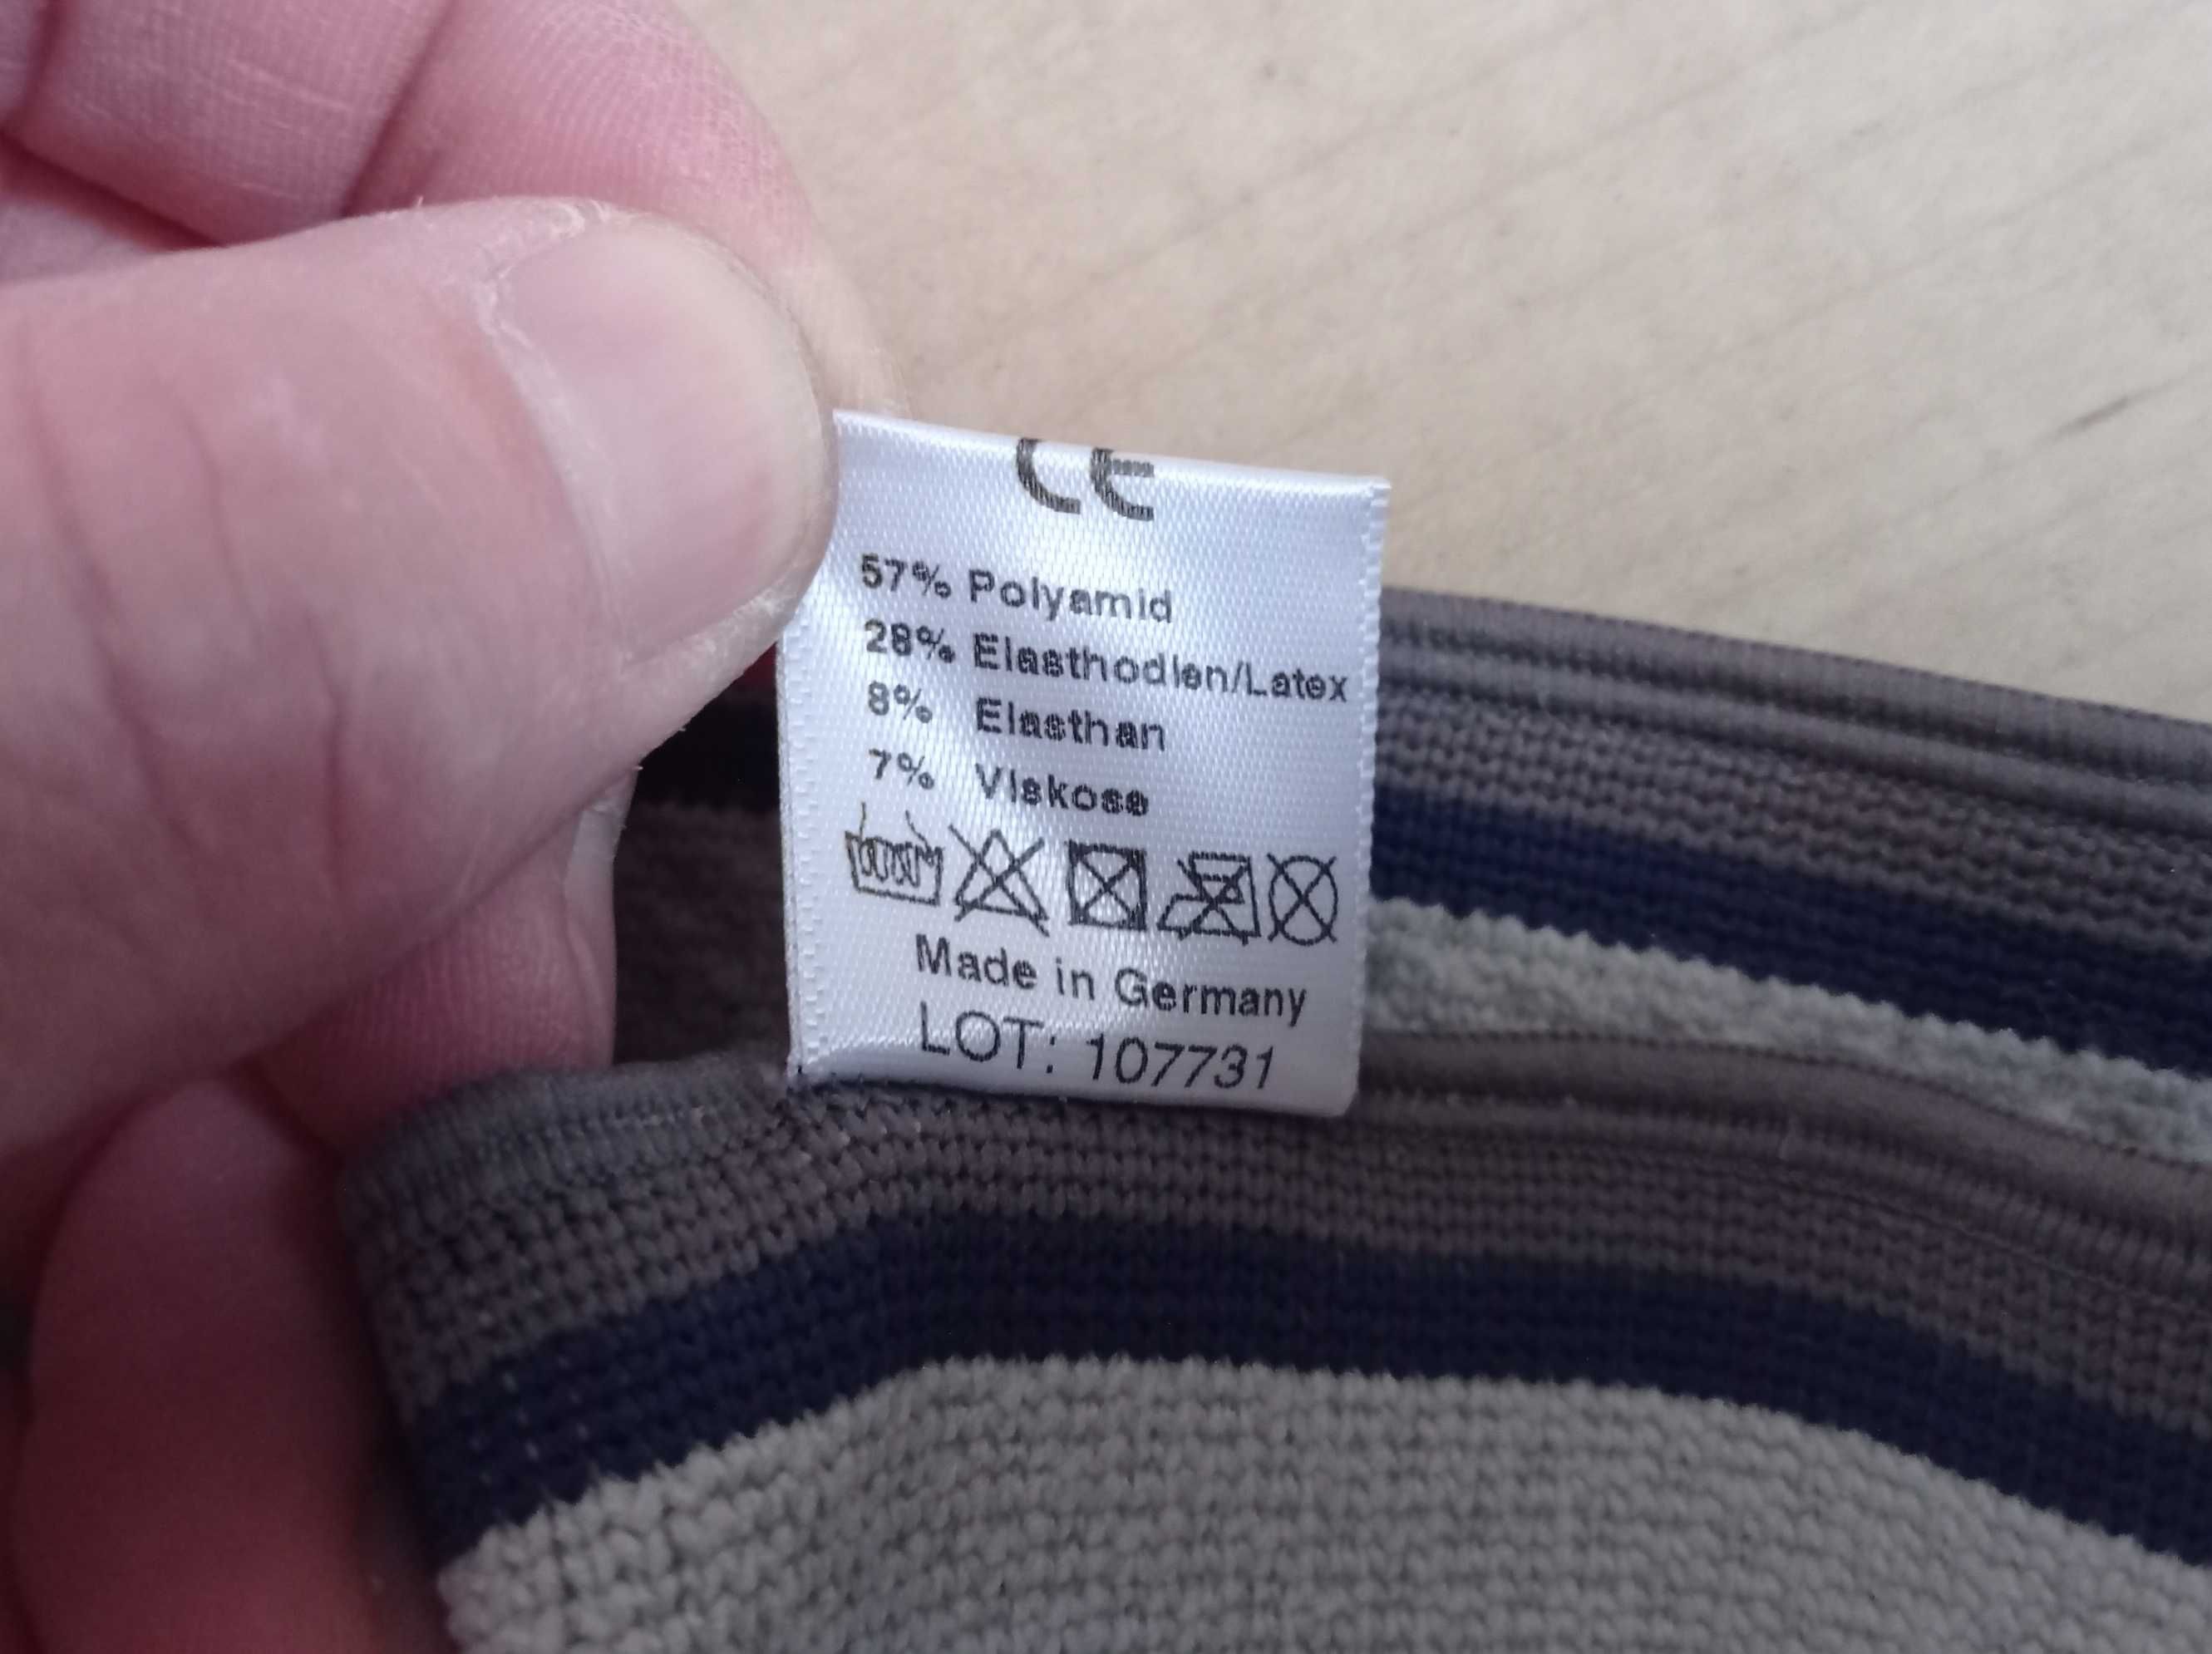 CE
57% Polyamid
28% Elasthodien/Latex
8% Elasthan
7% Viskose
Made in Germany
LOT: 107731